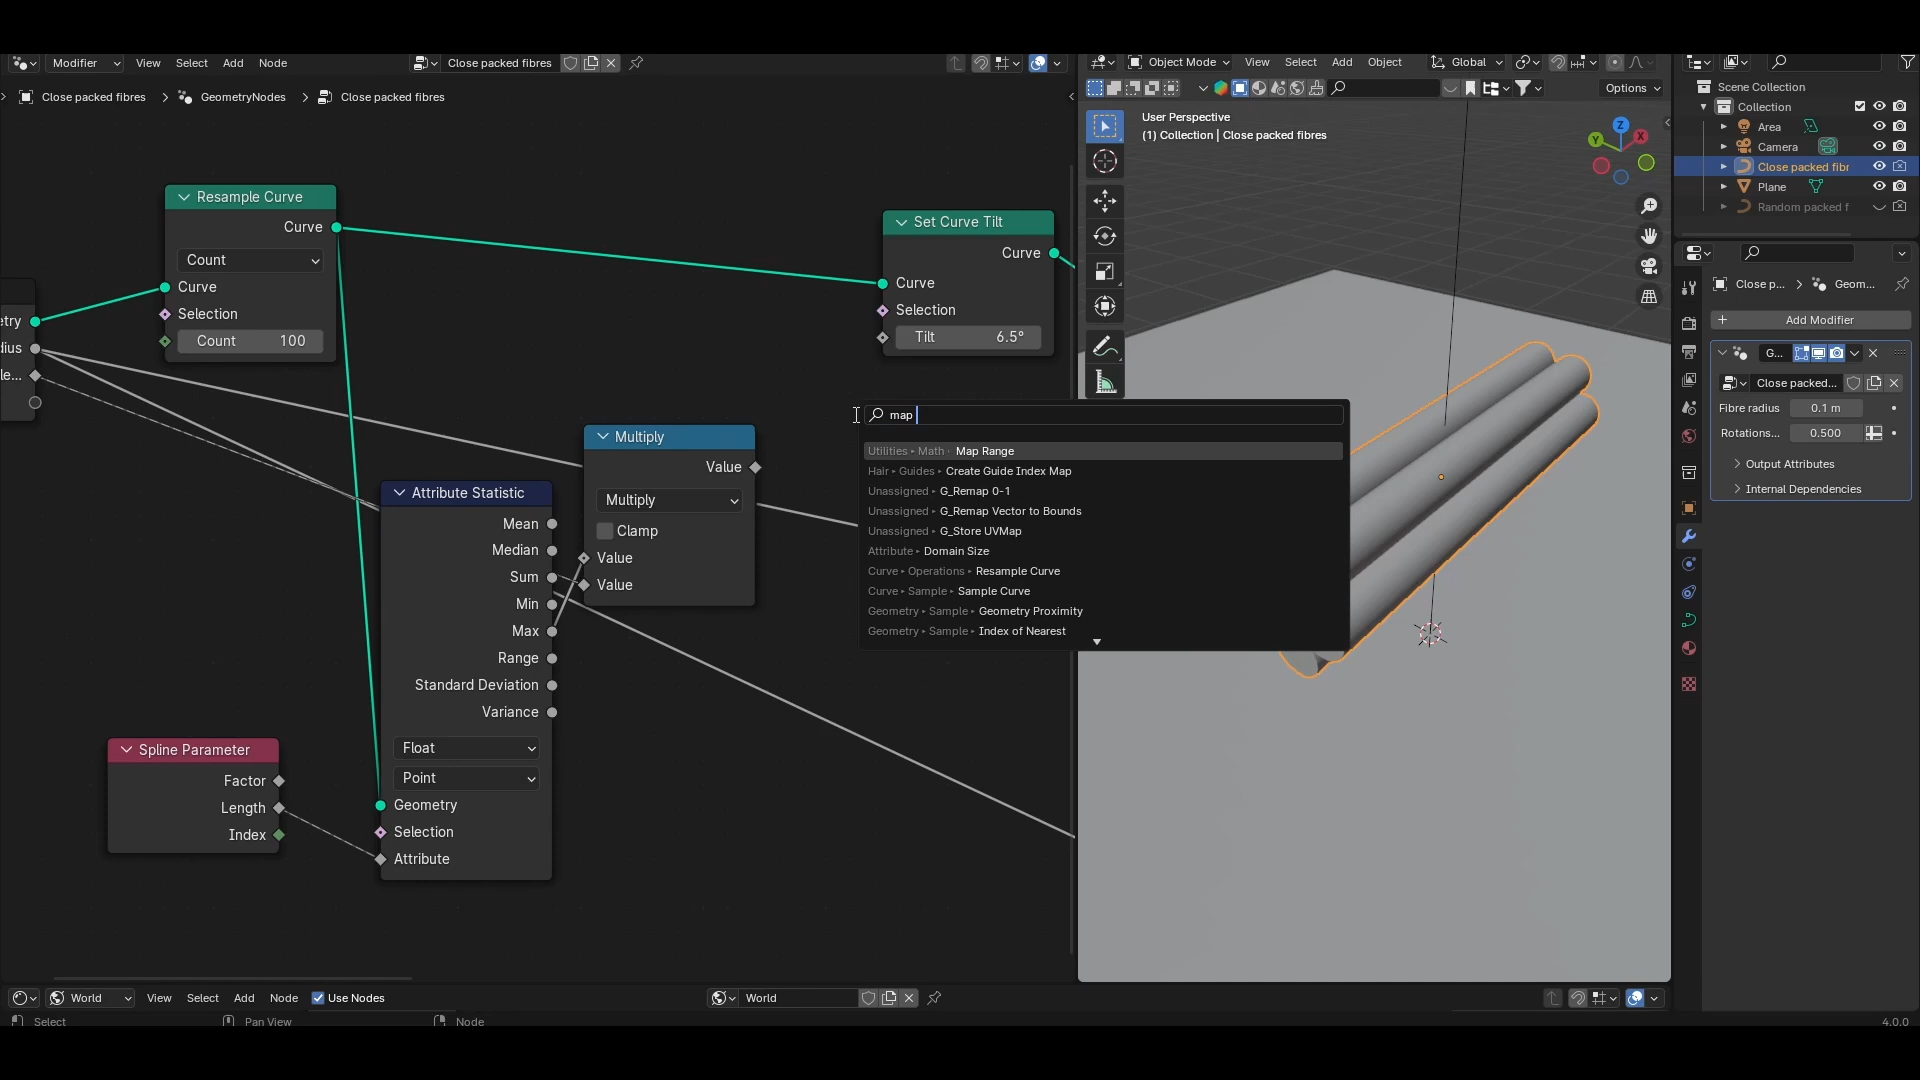 Modifier View Select Add Node Close packed fibres
Close packed fibres > GeometryNodes > Close packed fibres
Resample Curve
Curve
Count
Curve
Selection
Count 100
etry
dius
le...
Set Curve Tilt
Curve
Curve
Selection
Tilt 6.5°
Multiply
Value
Multiply
Clamp
Value
Value
Attribute Statistic
Mean
Median
Sum
Min
Max
Range
Standard Deviation
Variance
Float
Point
Geometry
Selection
Attribute
Spline Parameter
Factor
Length
Index
map
Utilities ▸ Math ▸ Map Range
Hair ▸ Guides ▸ Create Guide Index Map
Unassigned ▸ G_Remap 0-1
Unassigned ▸ G_Remap Vector to Bounds
Unassigned ▸ G_Store UVMap
Attribute ▸ Domain Size
Curve ▸ Operations ▸ Resample Curve
Curve ▸ Sample ▸ Sample Curve
Geometry ▸ Sample ▸ Geometry Proximity
Geometry ▸ Sample ▸ Index of Nearest
Object Mode View Select Add Object Global
Options
User Perspective
(1) Collection | Close packed fibres
Z
Y
X
Scene Collection
Collection
Area
Camera
Close packed fibr
Plane
Random packed f
Close p... > Geom...
Add Modifier
G...
Close packed...
Fibre radius 0.1 m
Rotations... 0.500
Output Attributes
Internal Dependencies
World View Select Add Node Use Nodes World
Select Pan View Node 4.0.0